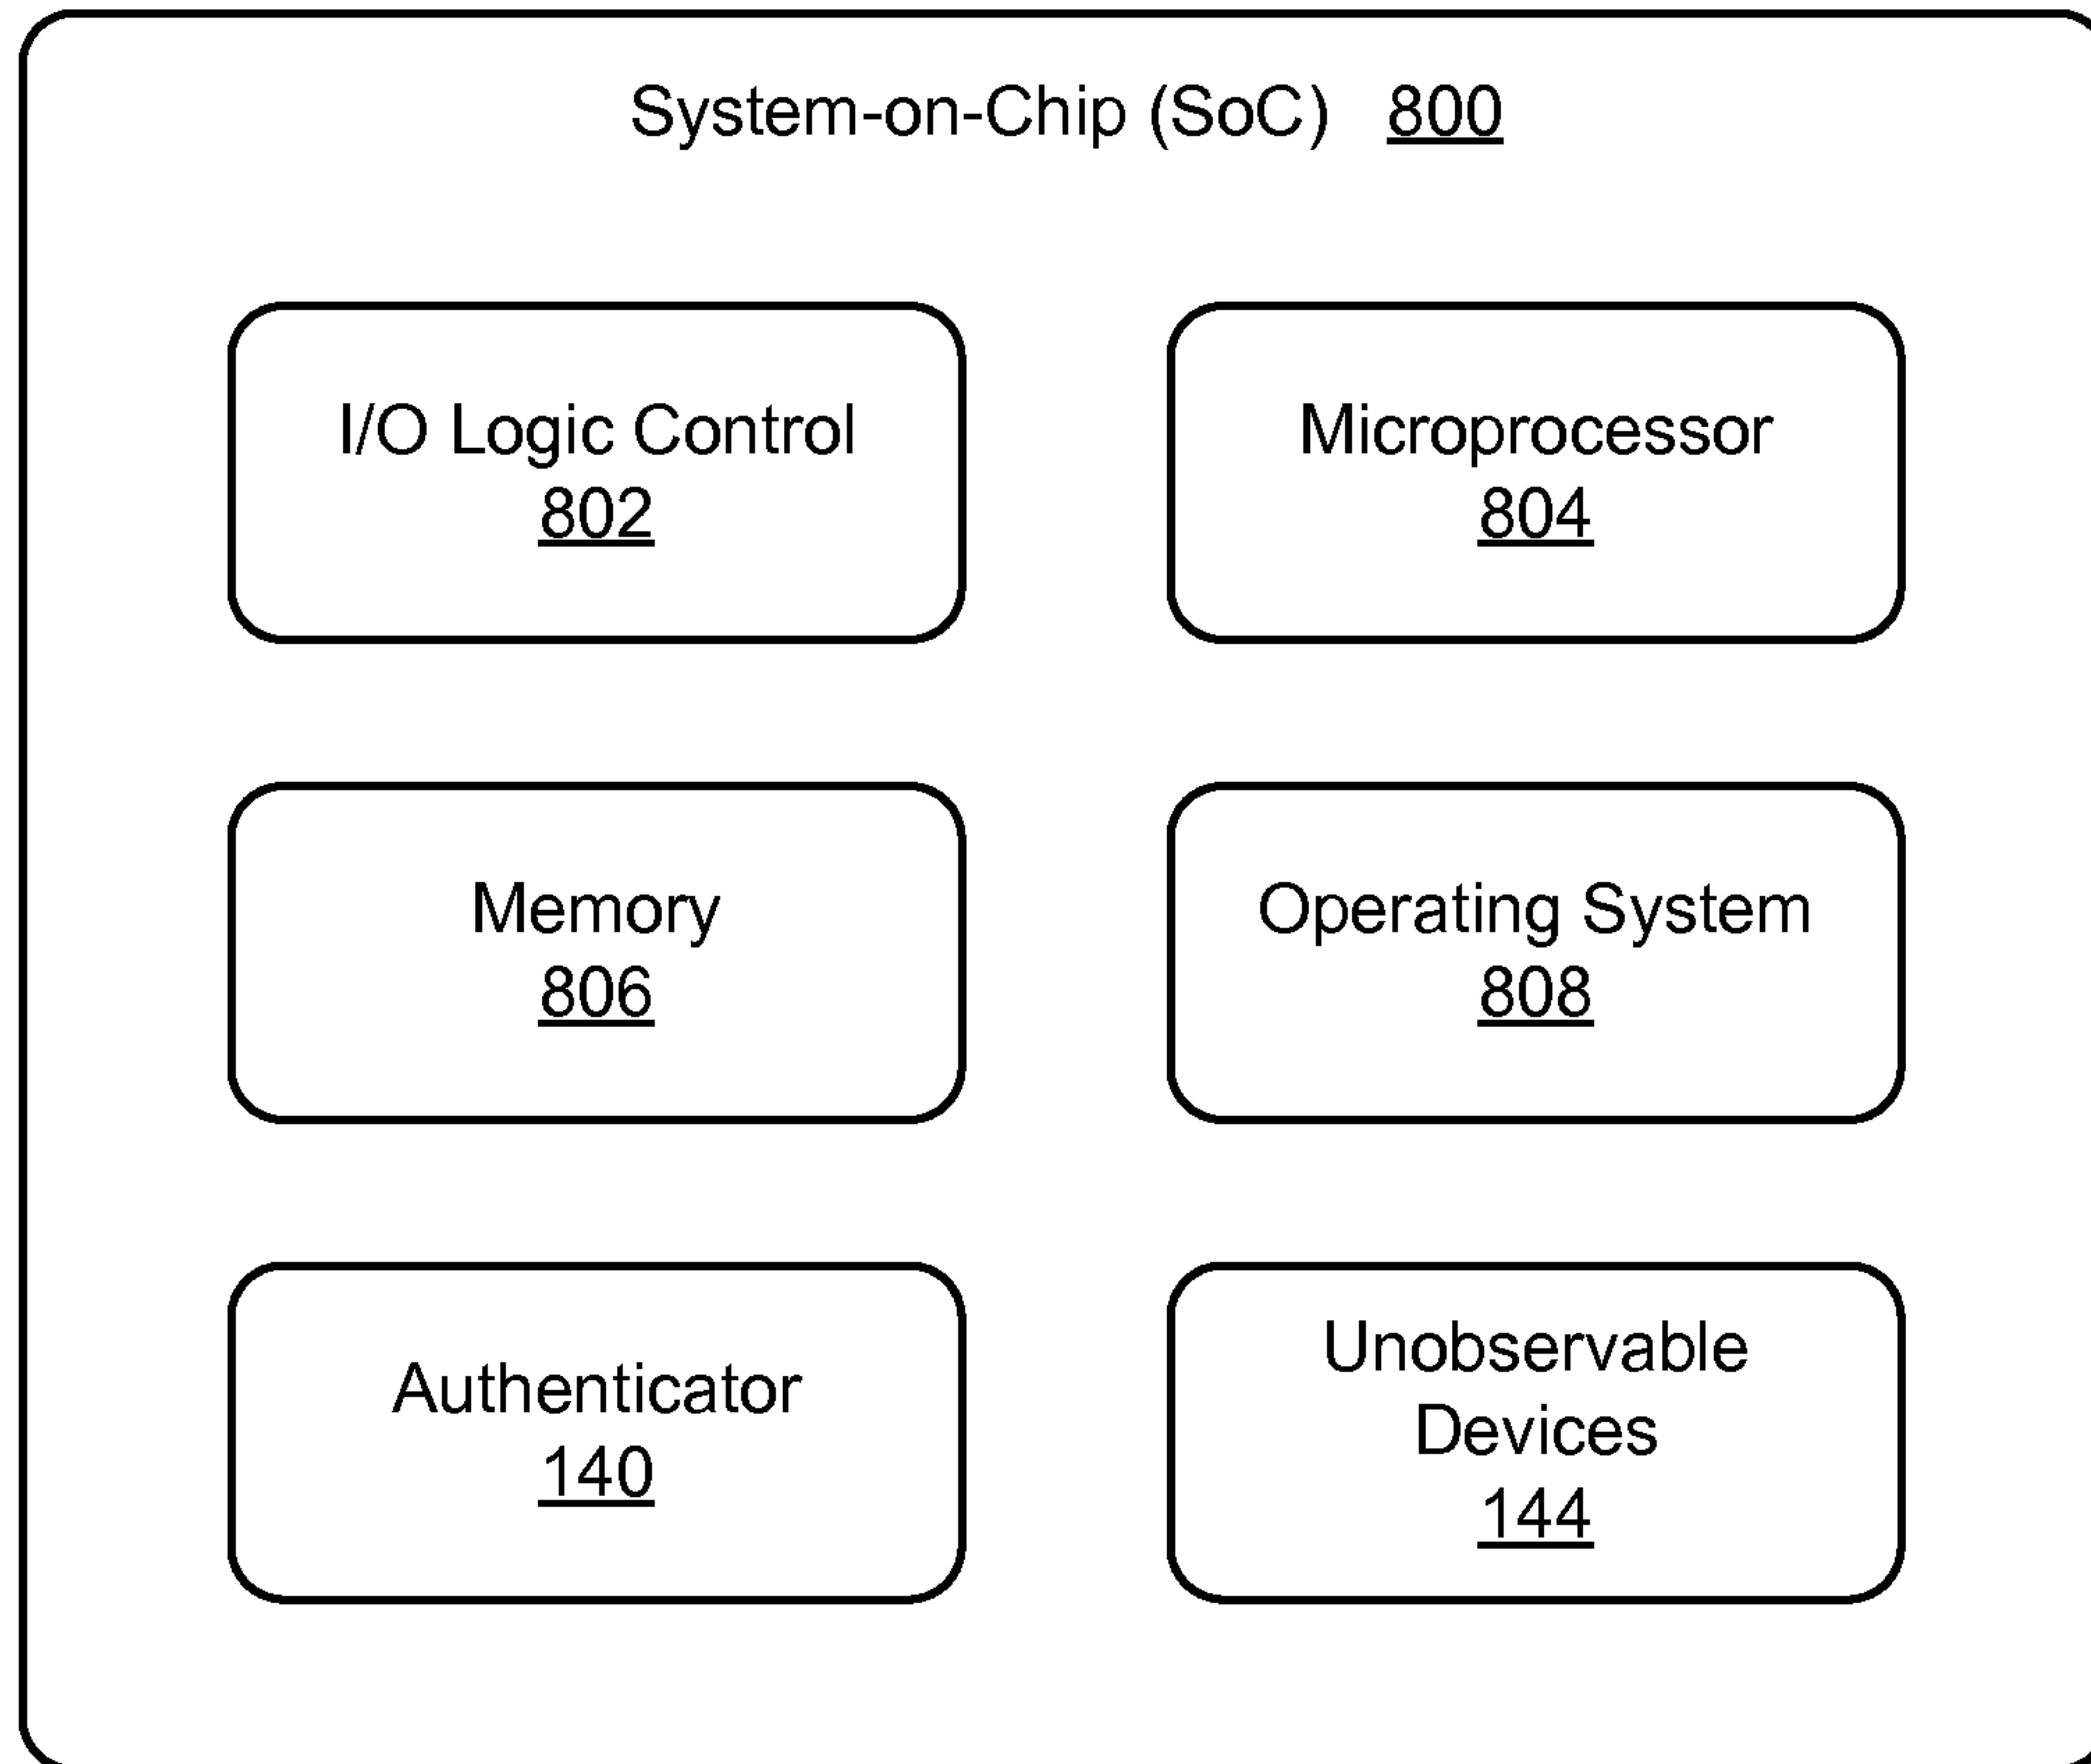 System-on-Chip (SoC) 800
I/O Logic Control
802
Microprocessor
804
Memory
806
Operating System
808
Authenticator
140
Unobservable
Devices
144